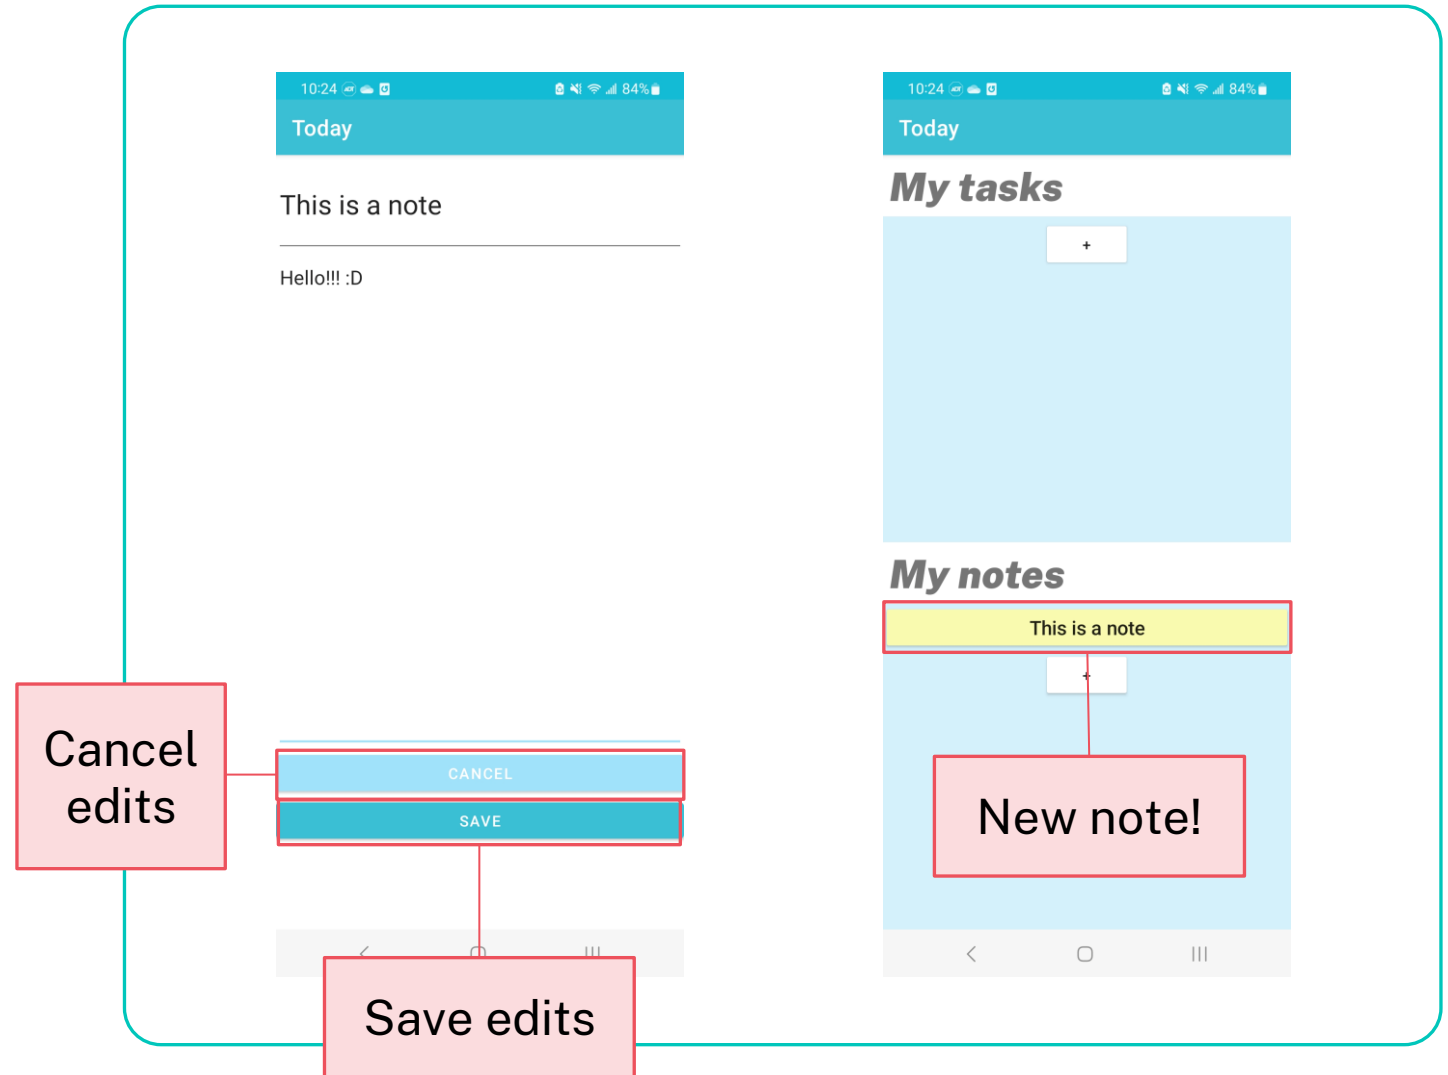 10:24
84%
Today
This is a note
Hello!!! :D
CANCEL
SAVE
Cancel
edits
Save edits
10:24
84%
Today
My tasks
+
My notes
This is a note
+
New note!